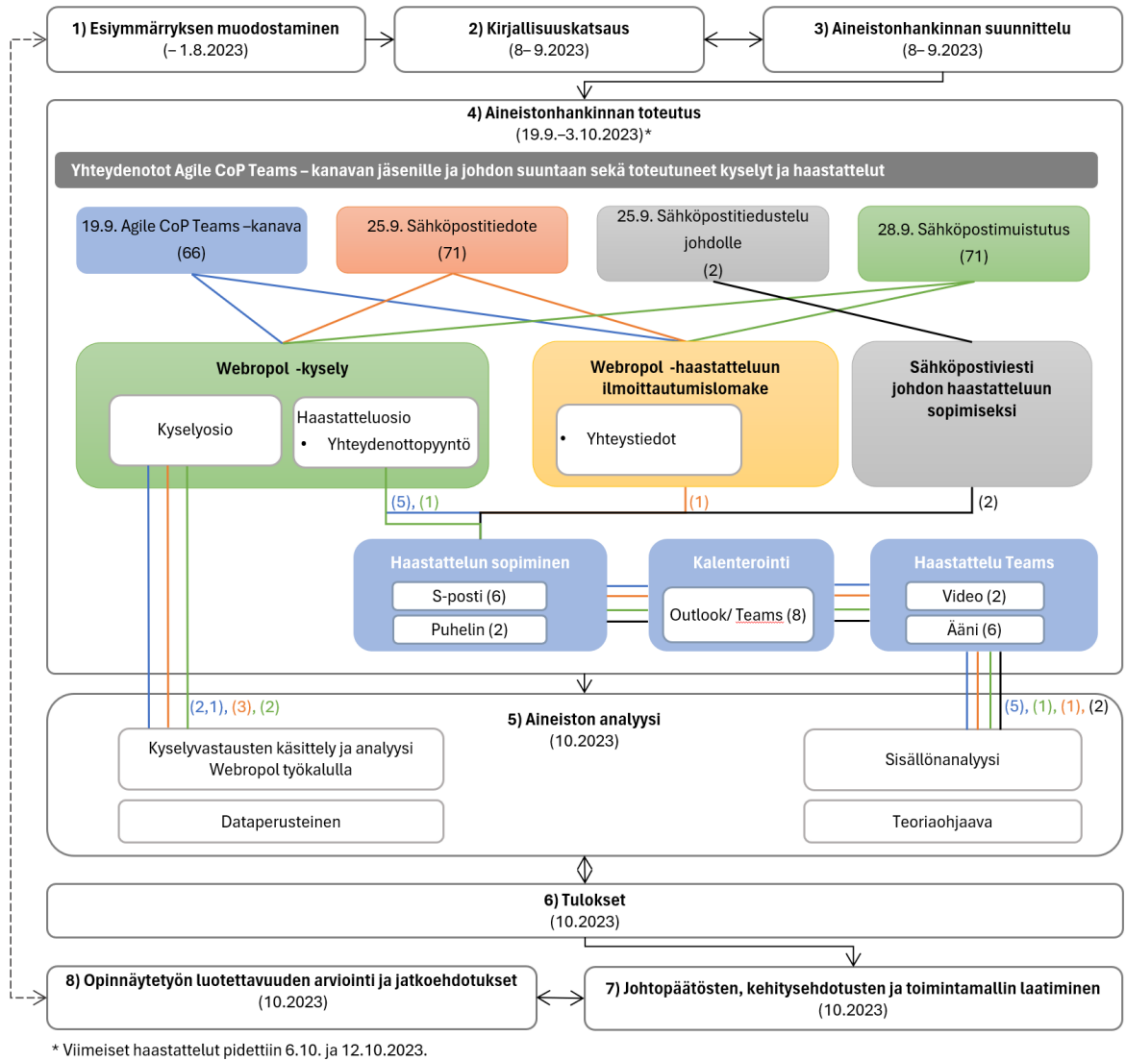 1) Esiymmärryksen muodostaminen
(– 1.8.2023)
2) Kirjallisuuskatsaus
(8– 9.2023)
3) Aineistonhankinnan suunnittelu
(8– 9.2023)
4) Aineistonhankinnan toteutus
(19.9.–3.10.2023)*
Yhteydenotot Agile CoP Teams – kanavan jäsenille ja johdon suuntaan sekä toteutuneet kyselyt ja haastattelut
19.9. Agile CoP Teams –kanava
(66)
25.9. Sähköpostitiedote
(71)
25.9. Sähköpostitiedustelu
johdolle
(2)
28.9. Sähköpostimuistutus
(71)
Webropol -kysely
Kyselyosio
Haastatteluosio
• Yhteydenottopyyntö
Webropol -haastatteluun
ilmoittautumislomake
• Yhteystiedot
Sähköpostiviesti
johdon haastatteluun
sopimiseksi
(5), (1)
(1)
(2)
Haastattelun sopiminen
S-posti (6)
Puhelin (2)
Kalenterointi
Outlook/ Teams (8)
Haastattelu Teams
Video (2)
Ääni (6)
(2,1), (3), (2)
(5), (1), (1), (2)
5) Aineiston analyysi
(10.2023)
Kyselyvastausten käsittely ja analyysi
Webropol työkalulla
Dataperusteinen
Sisällönanalyysi
Teoriaohjaava
6) Tulokset
(10.2023)
8) Opinnäytetyön luotettavuuden arviointi ja jatkoehdotukset
(10.2023)
7) Johtopäätösten, kehitysehdotusten ja toimintamallin laatiminen
(10.2023)
* Viimeiset haastattelut pidettiin 6.10. ja 12.10.2023.